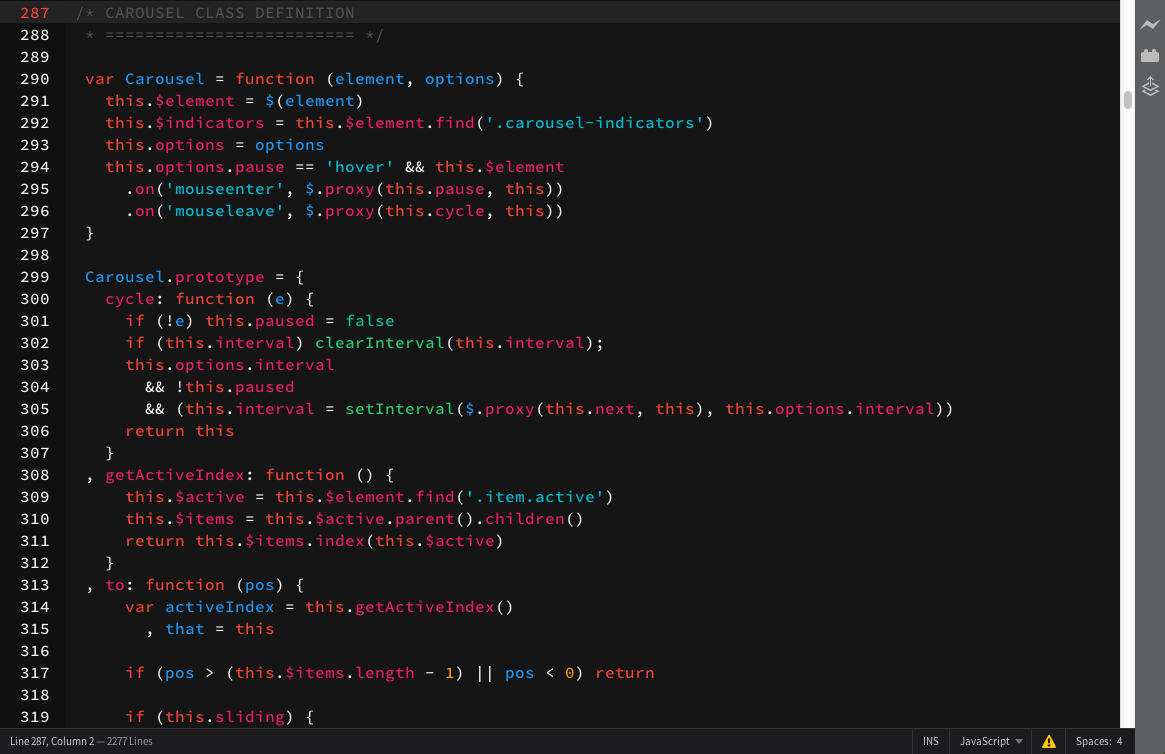 287 /* CAROUSEL CLASS DEFINITION
288  * ========================= */
289
290  var Carousel = function (element, options) {
291    this.$element = $(element)
292    this.$indicators = this.$element.find('.carousel-indicators')
293    this.options = options
294    this.options.pause == 'hover' && this.$element
295      .on('mouseenter', $.proxy(this.pause, this))
296      .on('mouseleave', $.proxy(this.cycle, this))
297  }
298
299  Carousel.prototype = {
300    cycle: function (e) {
301      if (!e) this.paused = false
302      if (this.interval) clearInterval(this.interval);
303      this.options.interval
304        && !this.paused
305        && (this.interval = setInterval($.proxy(this.next, this), this.options.interval))
306      return this
307    }
308  , getActiveIndex: function () {
309      this.$active = this.$element.find('.item.active')
310      this.$items = this.$active.parent().children()
311      return this.$items.index(this.$active)
312    }
313  , to: function (pos) {
314      var activeIndex = this.getActiveIndex()
315        , that = this
316
317      if (pos > (this.$items.length - 1) || pos < 0) return
318
319      if (this.sliding) {
Line 287, Column 2 — 2277 Lines INS JavaScript Spaces: 4